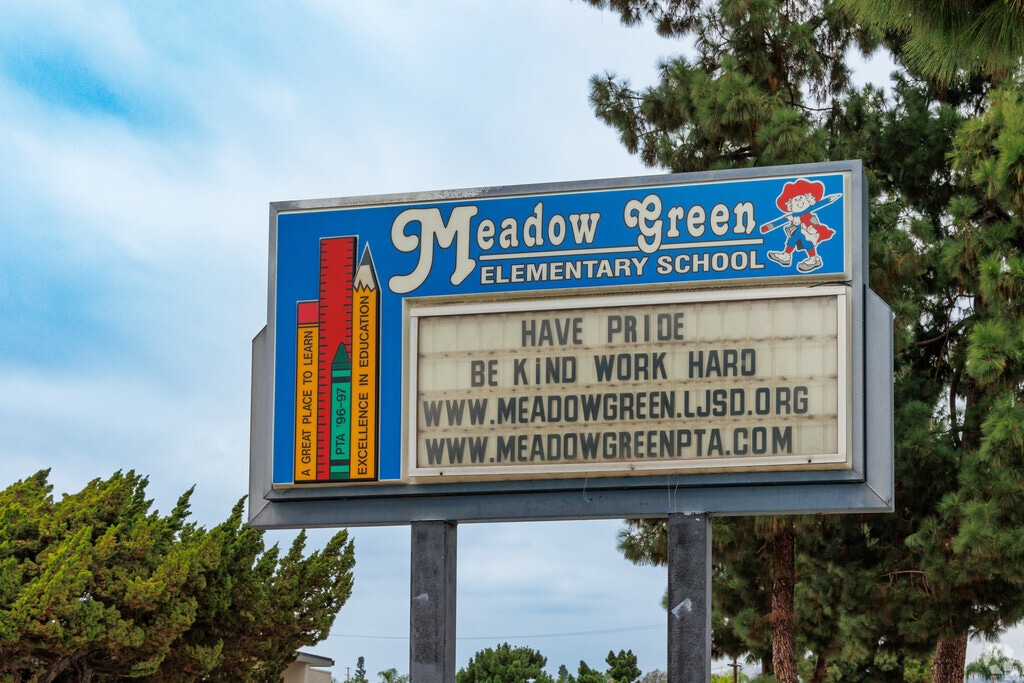 Meadow Green
ELEMENTARY SCHOOL
A GREAT PLACE TO LEARN
PTA '96-97
EXCELLENCE IN EDUCATION
HAVE PRIDE
BE KIND WORK HARD
WWW.MEADOWGREEN.LJSD.ORG
WWW.MEADOWGREENPTA.COM